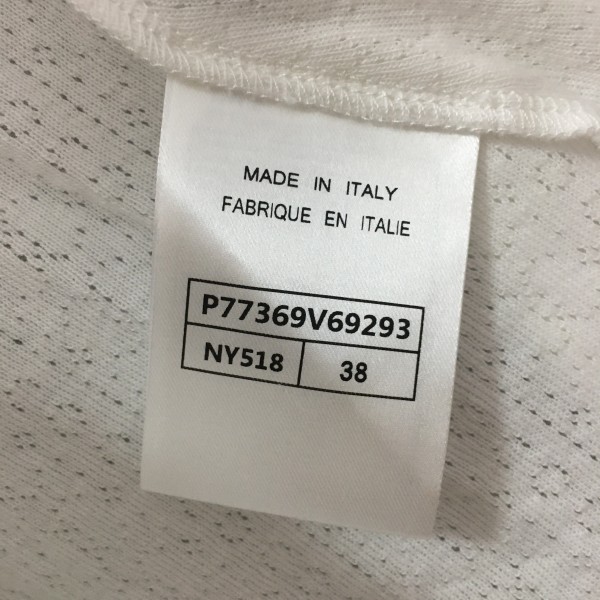 MADE IN ITALY
FABRIQUE EN ITALIE
P77369V69293
NY518 38